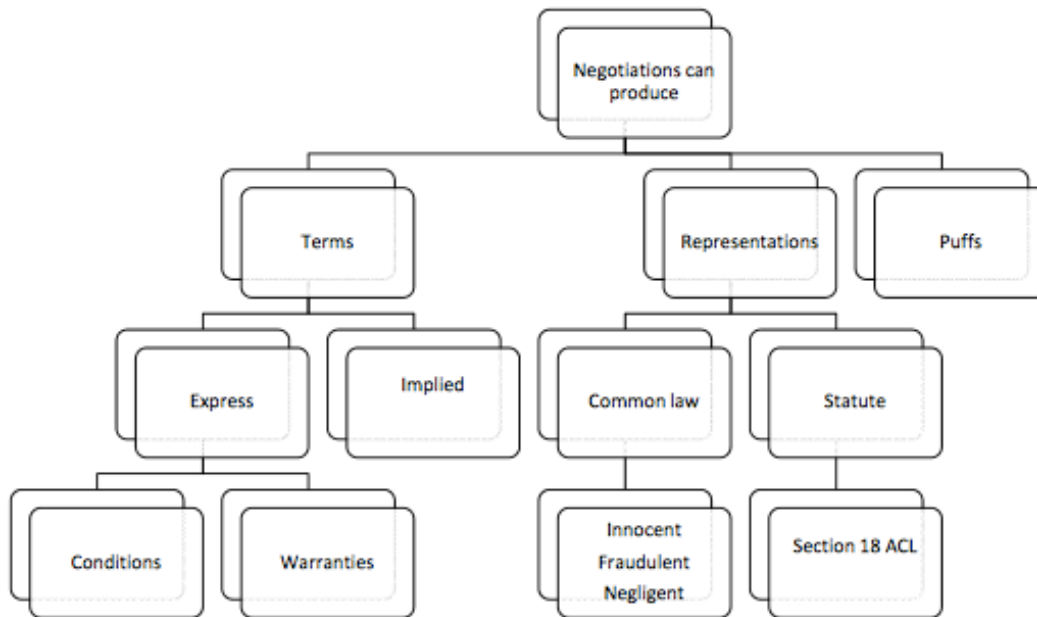 Negotiations can
produce
Terms
Representations
Puffs
Express
Implied
Common law
Statute
Conditions
Warranties
Innocent
Fraudulent
Negligent
Section 18 ACL